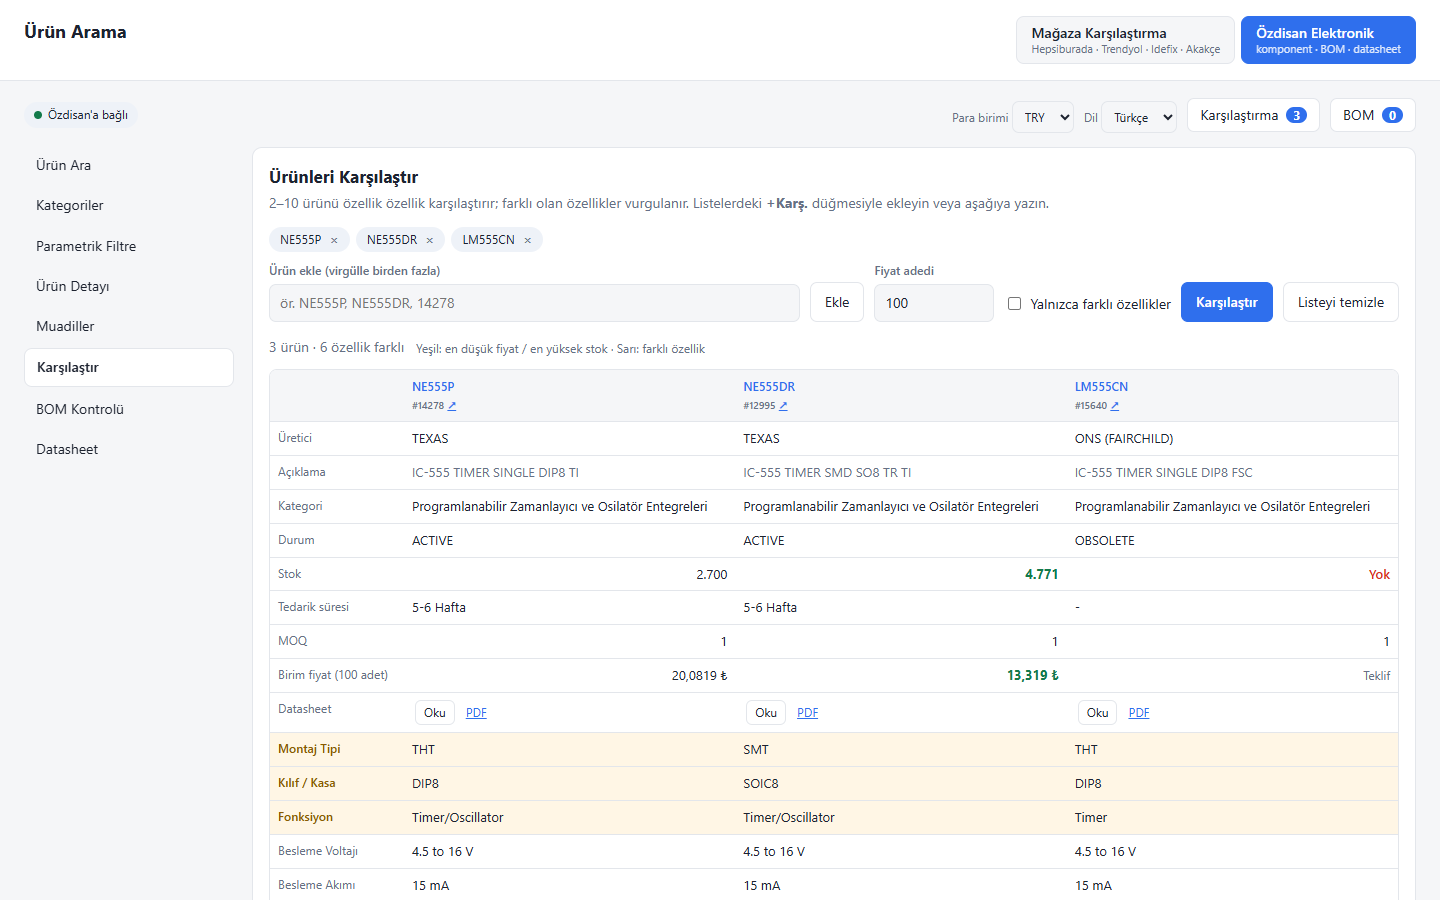 Ürün Arama
Mağaza Karşılaştırma
Hepsiburada · Trendyol · Idefix · Akakçe
Özdisan Elektronik
komponent · BOM · datasheet
Özdisan'a bağlı
Para birimi TRY Dil Türkçe Karşılaştırma 3 BOM 0
Ürün Ara
Kategoriler
Parametrik Filtre
Ürün Detayı
Muadiller
Karşılaştır
BOM Kontrolü
Datasheet
Ürünleri Karşılaştır
2–10 ürünü özellik özellik karşılaştırır; farklı olan özellikler vurgulanır. Listelerdeki +Karş. düğmesiyle ekleyin veya aşağıya yazın.
NE555P × NE555DR × LM555CN ×
Ürün ekle (virgülle birden fazla) Fiyat adedi
ör. NE555P, NE555DR, 14278 Ekle 100 Yalnızca farklı özellikler Karşılaştır Listeyi temizle
3 ürün · 6 özellik farklı Yeşil: en düşük fiyat / en yüksek stok · Sarı: farklı özellik
NE555P NE555DR LM555CN
#14278 ↗ #12995 ↗ #15640 ↗
Üretici TEXAS TEXAS ONS (FAIRCHILD)
Açıklama IC-555 TIMER SINGLE DIP8 TI IC-555 TIMER SMD SO8 TR TI IC-555 TIMER SINGLE DIP8 FSC
Kategori Programlanabilir Zamanlayıcı ve Osilatör Entegreleri Programlanabilir Zamanlayıcı ve Osilatör Entegreleri Programlanabilir Zamanlayıcı ve Osilatör Entegreleri
Durum ACTIVE ACTIVE OBSOLETE
Stok 2.700 4.771 Yok
Tedarik süresi 5-6 Hafta 5-6 Hafta -
MOQ 1 1 1
Birim fiyat (100 adet) 20,0819 ₺ 13,319 ₺ Teklif
Datasheet Oku PDF Oku PDF Oku PDF
Montaj Tipi THT SMT THT
Kılıf / Kasa DIP8 SOIC8 DIP8
Fonksiyon Timer/Oscillator Timer/Oscillator Timer
Besleme Voltajı 4.5 to 16 V 4.5 to 16 V 4.5 to 16 V
Besleme Akımı 15 mA 15 mA 15 mA